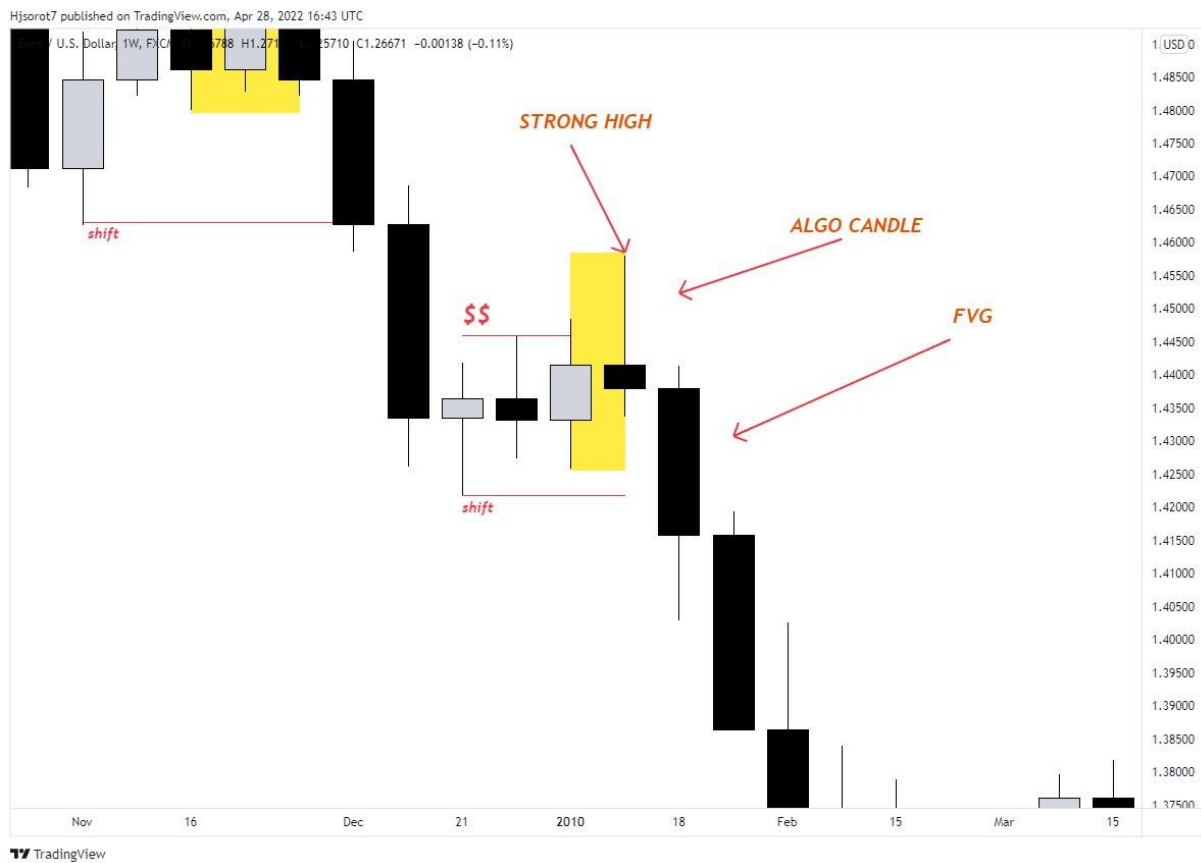 Hjsorot7 published on TradingView.com, Apr 28, 2022 16:43 UTC
Euro / U.S. Dollar, 1W, FXCM H1.271 25710 C1.26671 −0.00138 (−0.11%)
USD
1.48500
1.48000
STRONG HIGH
1.47500
1.47000
1.46500
shift
ALGO CANDLE
1.46000
1.45500
1.45000
$$
FVG
1.44500
1.44000
1.43500
1.43000
1.42500
shift
1.42000
1.41500
1.41000
1.40500
1.40000
1.39500
1.39000
1.38500
1.38000
1.37500
Nov 16 Dec 21 2010 18 Feb 15 Mar 15
TradingView